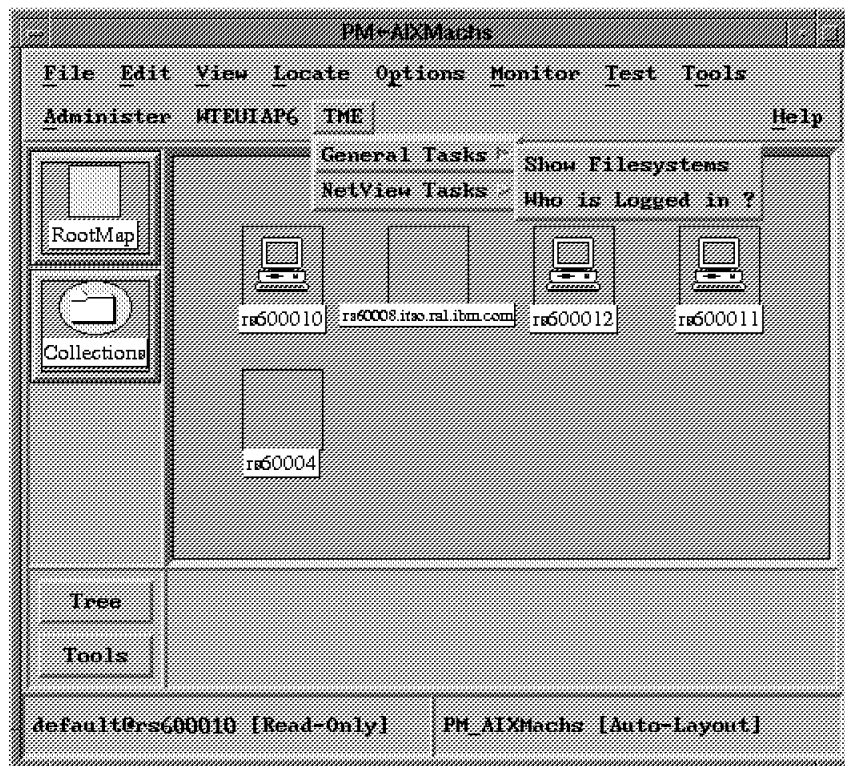 PM-AIXMachs
File Edit View Locate Options Monitor Test Tools
Administer WTEUIAP6 TME Help
General Tasks Show Filesystems
NetView Tasks Who is Logged in ?
RootMap
rs600010 rs60008.itso.ral.ibm.com rs600012 rs600011
Collections
rs60004
Tree
Tools
default@rs600010 [Read-Only] PM_AIXMachs [Auto-Layout]